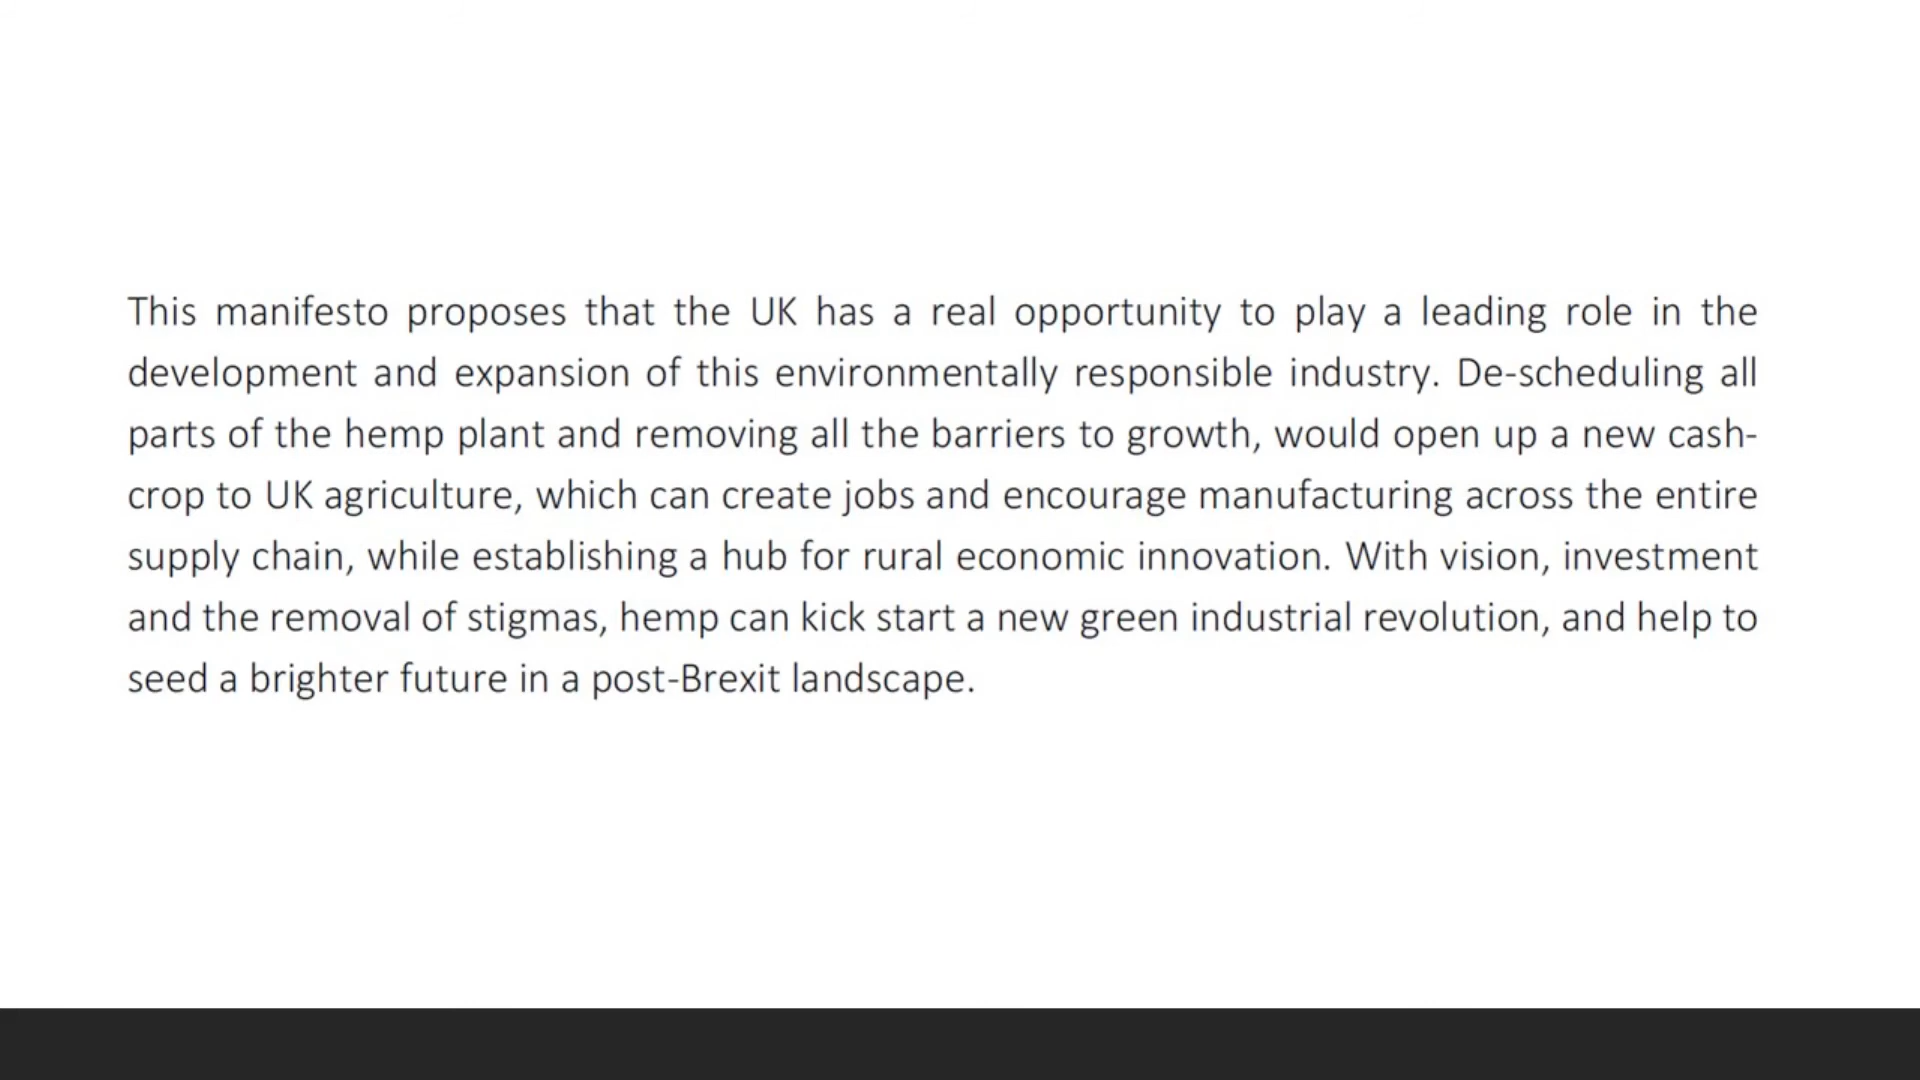 This manifesto proposes that the UK has a real opportunity to play a leading role in the
development and expansion of this environmentally responsible industry. De-scheduling all
parts of the hemp plant and removing all the barriers to growth, would open up a new cash-
crop to UK agriculture, which can create jobs and encourage manufacturing across the entire
supply chain, while establishing a hub for rural economic innovation. With vision, investment
and the removal of stigmas, hemp can kick start a new green industrial revolution, and help to
seed a brighter future in a post-Brexit landscape.